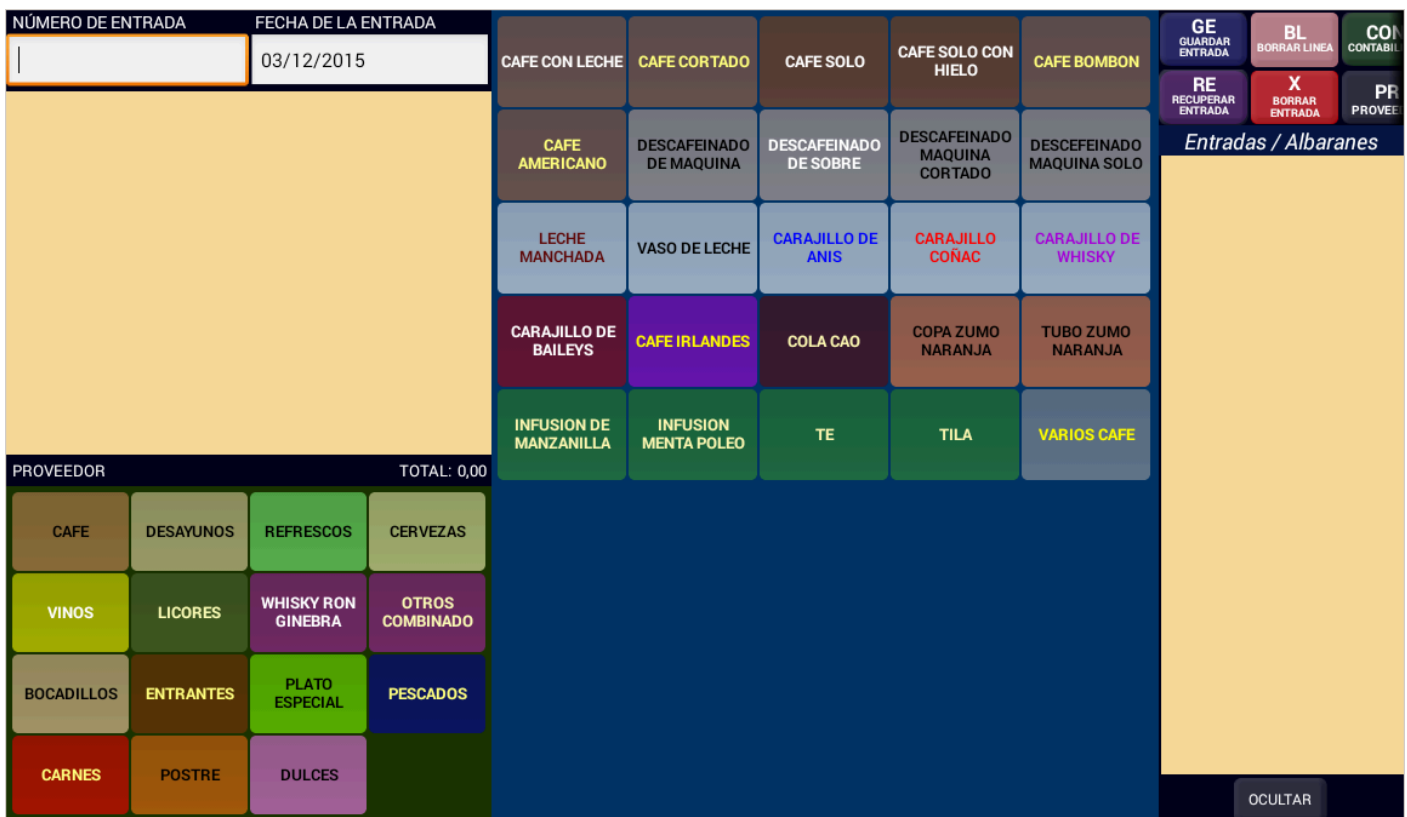 NÚMERO DE ENTRADA
FECHA DE LA ENTRADA
03/12/2015
PROVEEDOR
TOTAL: 0,00
CAFE
DESAYUNOS
REFRESCOS
CERVEZAS
VINOS
LICORES
WHISKY RON
GINEBRA
OTROS
COMBINADO
BOCADILLOS
ENTRANTES
PLATO
ESPECIAL
PESCADOS
CARNES
POSTRE
DULCES
CAFE CON LECHE
CAFE CORTADO
CAFE SOLO
CAFE SOLO CON
HIELO
CAFE BOMBON
CAFE
AMERICANO
DESCAFEINADO
DE MAQUINA
DESCAFEINADO
DE SOBRE
DESCAFEINADO
MAQUINA
CORTADO
DESCEFEINADO
MAQUINA SOLO
LECHE
MANCHADA
VASO DE LECHE
CARAJILLO DE
ANIS
CARAJILLO
COÑAC
CARAJILLO DE
WHISKY
CARAJILLO DE
BAILEYS
CAFE IRLANDES
COLA CAO
COPA ZUMO
NARANJA
TUBO ZUMO
NARANJA
INFUSION DE
MANZANILLA
INFUSION
MENTA POLEO
TE
TILA
VARIOS CAFE
GE
GUARDAR
ENTRADA
BL
BORRAR LINEA
CON
CONTABIL
RE
RECUPERAR
ENTRADA
X
BORRAR
ENTRADA
PR
PROVEE
Entradas / Albaranes
OCULTAR